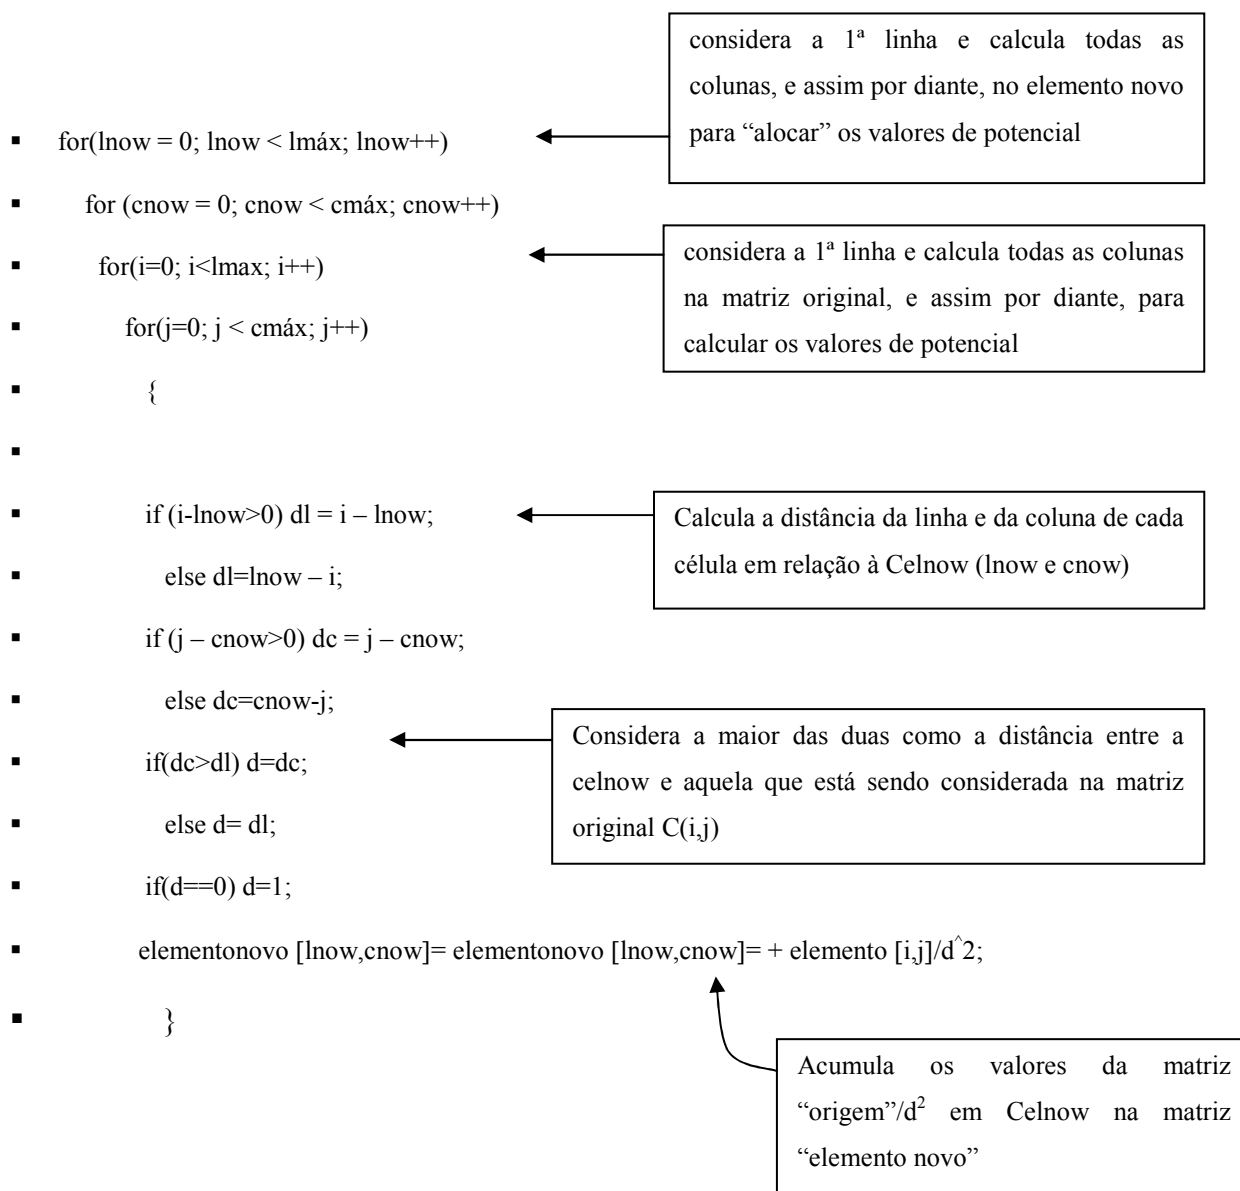 considera a 1ª linha e calcula todas as
colunas, e assim por diante, no elemento novo
para “alocar” os valores de potencial
▪ for(lnow = 0; lnow < lmáx; lnow++)
▪ for (cnow = 0; cnow < cmáx; cnow++)
considera a 1ª linha e calcula todas as colunas
na matriz original, e assim por diante, para
calcular os valores de potencial
▪ for(i=0; i<lmax; i++)
▪ for(j=0; j < cmáx; j++)
▪ {
▪
▪ if (i-lnow>0) dl = i – lnow;
Calcula a distância da linha e da coluna de cada
célula em relação à Celnow (lnow e cnow)
▪ else dl=lnow – i;
▪ if (j – cnow>0) dc = j – cnow;
▪ else dc=cnow-j;
Considera a maior das duas como a distância entre a
celnow e aquela que está sendo considerada na matriz
original C(i,j)
▪ if(dc>dl) d=dc;
▪ else d= dl;
▪ if(d==0) d=1;
▪ elementonovo [lnow,cnow]= elementonovo [lnow,cnow]= + elemento [i,j]/d^2;
▪ }
Acumula os valores da matriz
“origem”/d² em Celnow na matriz
“elemento novo”